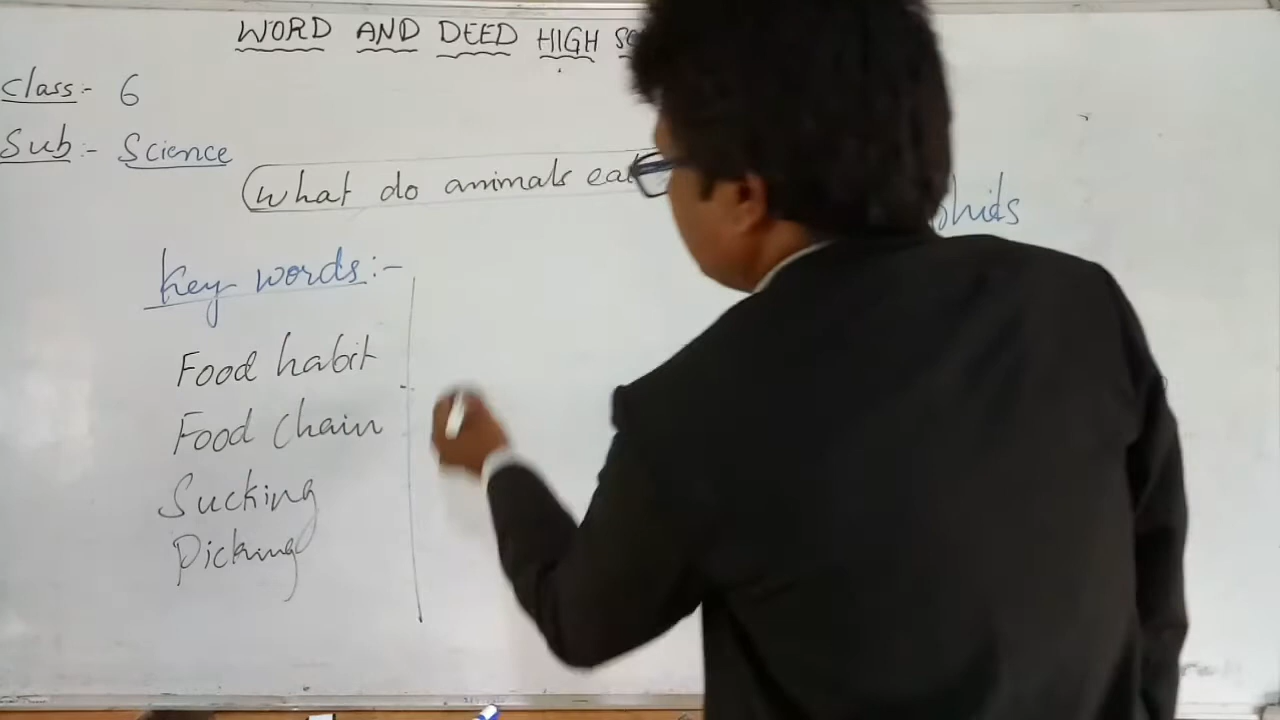 WORD AND DEED HIGH
Class:- 6
Sub:- Science
What do animals eat
Key words:-
Food habit
Food chain
Sucking
Picking